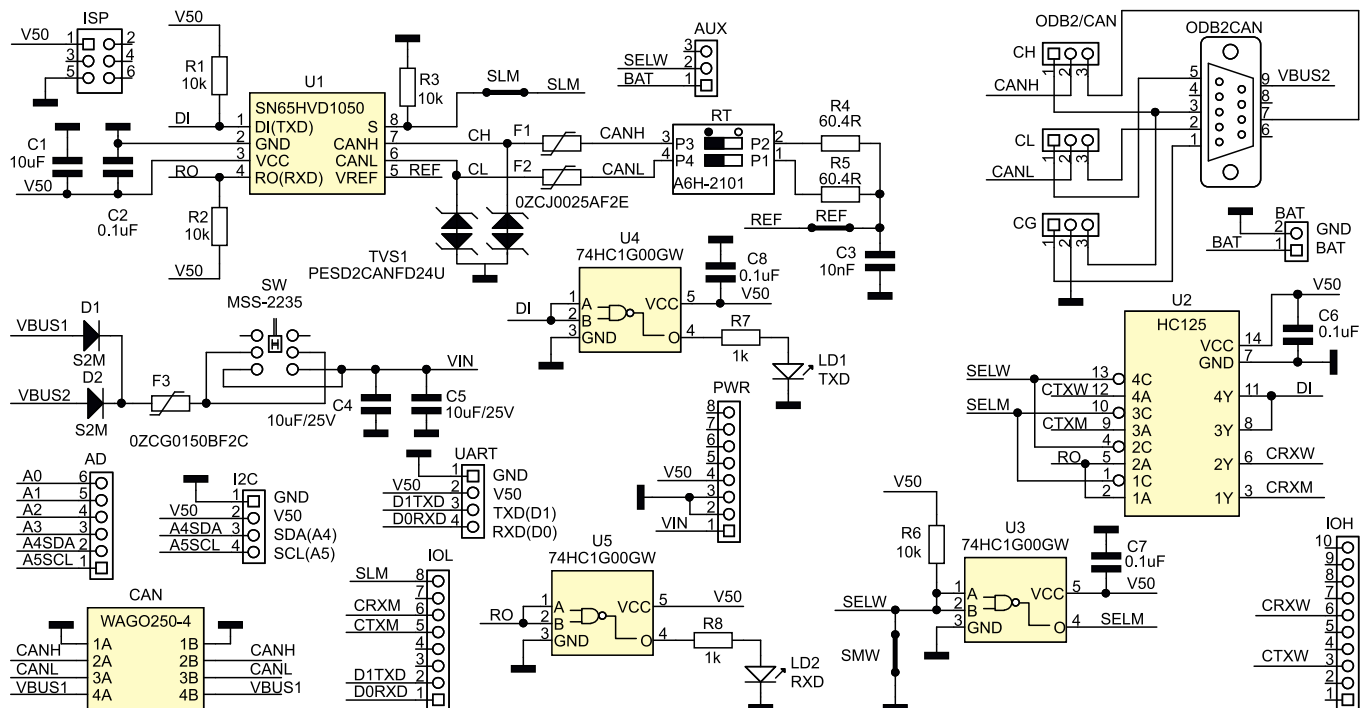 ISP
V50
1
2
3
4
5
6
V50
R1
10k
C1
10uF
V50
C2
0.1uF
DI
RO
R2
10k
V50
U1
SN65HVD1050
1
DI(TXD)
2
GND
3
VCC
4
RO(RXD)
S
8
CANH
7
CANL
6
VREF
5
R3
10k
SLM
SLM
REF
CH
CL
F1
F2
0ZCJ0025AF2E
CANH
CANL
TVS1
PESD2CANFD24U
AUX
3
SELW
2
BAT
1
RT
3
P3
P2
2
4
P4
P1
1
A6H-2101
R4
60.4R
R5
60.4R
REF
REF
C3
10nF
ODB2/CAN
CH
1
2
3
CANH
CL
1
2
3
CANL
CG
1
2
3
ODB2CAN
5
4
3
2
1
9
VBUS2
8
7
6
BAT
2
GND
BAT
1
BAT
VBUS1
D1
S2M
D2
VBUS2
S2M
F3
0ZCG0150BF2C
SW
MSS-2235
VIN
C4
10uF/25V
C5
10uF/25V
U4
74HC1G00GW
DI
1
A
2
B
3
GND
VCC
5
O
4
C8
0.1uF
V50
R7
1k
LD1
TXD
U2
HC125
V50
C6
0.1uF
VCC
14
GND
7
SELW
13
4C
CTXW
12
4A
SELM
10
3C
CTXM
9
3A
4
2C
RO
5
2A
1
1C
2
1A
4Y
11
DI
3Y
8
2Y
6
CRXW
1Y
3
CRXM
AD
A0
6
A1
5
A2
4
A3
3
A4SDA
2
A5SCL
1
I2C
1
GND
V50
2
V50
A4SDA
3
SDA(A4)
A5SCL
4
SCL(A5)
UART
1
GND
V50
2
V50
D1TXD
3
TXD(D1)
D0RXD
4
RXD(D0)
PWR
8
7
6
5
V50
4
3
2
VIN
1
CAN
WAGO250-4
1A
1B
CANH
2A
2B
CANH
CANL
3A
3B
CANL
VBUS1
4A
4B
VBUS1
IOL
SLM
8
7
CRXM
6
CTXM
5
4
3
D1TXD
2
D0RXD
1
U5
74HC1G00GW
RO
1
A
2
B
3
GND
VCC
5
V50
O
4
R8
1k
LD2
RXD
V50
R6
10k
SELW
SMW
U3
74HC1G00GW
1
A
2
B
3
GND
VCC
5
V50
O
4
SELM
C7
0.1uF
IOH
10
9
8
7
CRXW
6
5
4
CTXW
3
2
1